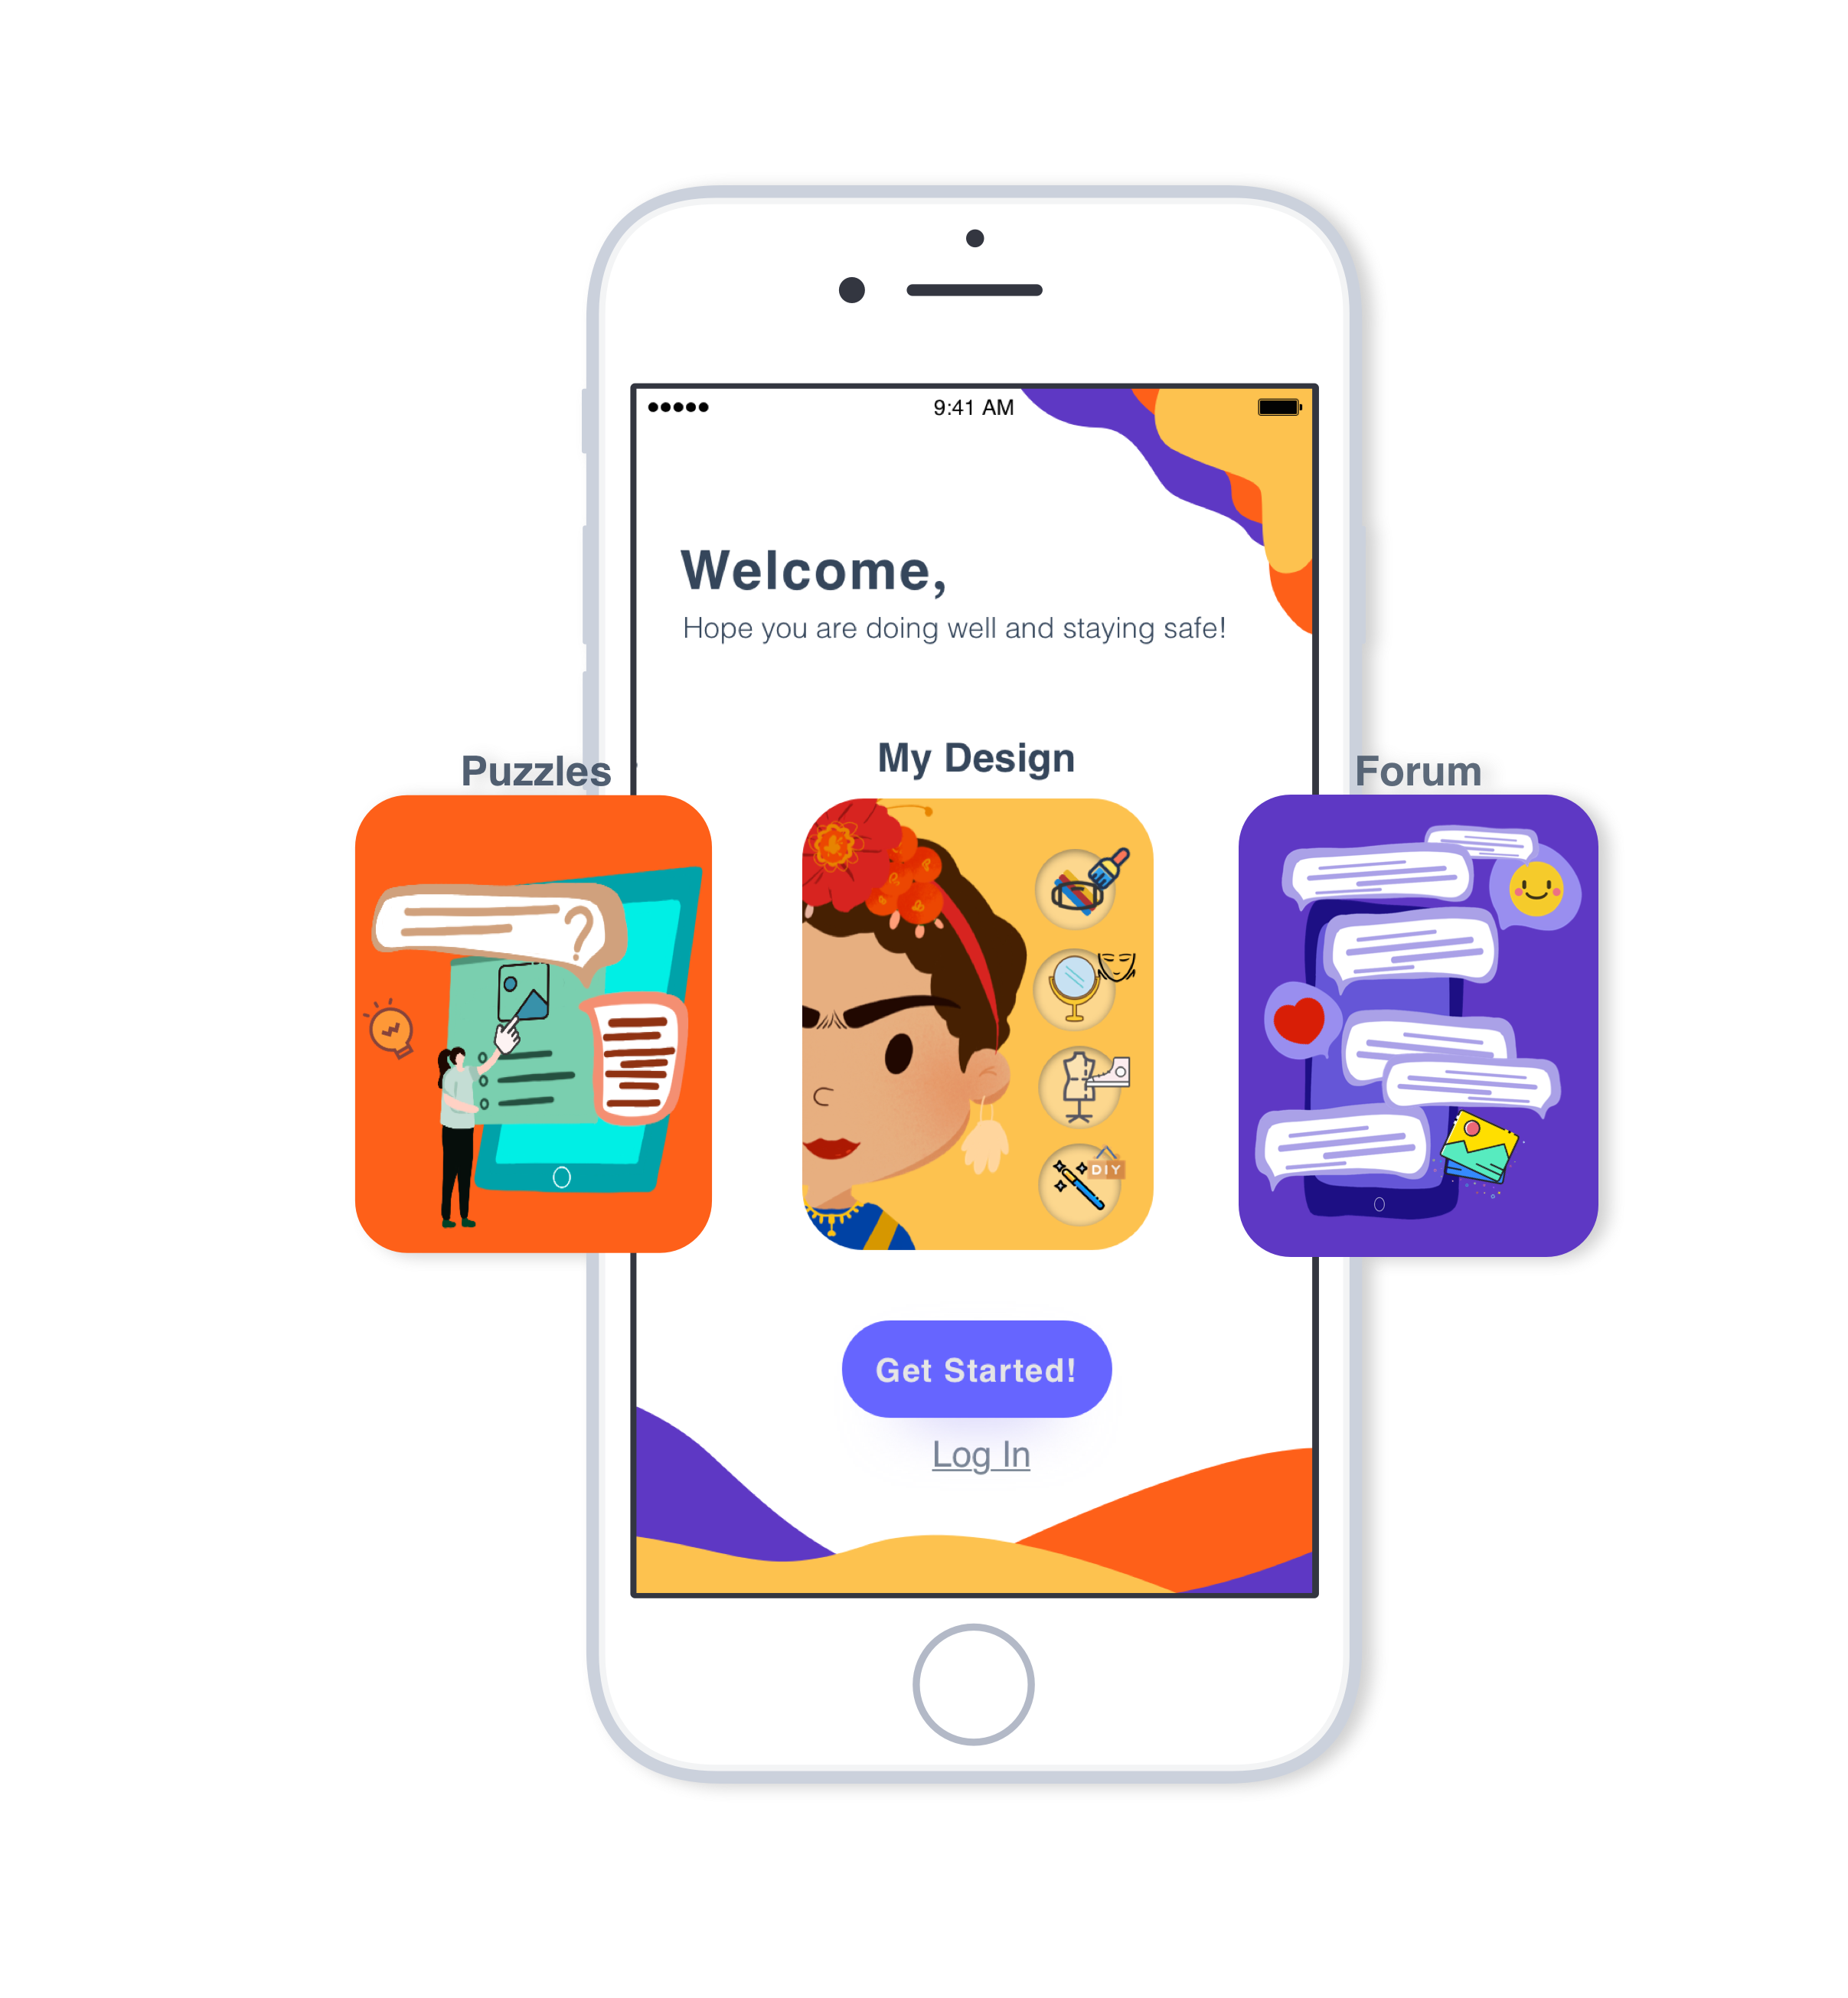 9:41 AM
Welcome,
Hope you are doing well and staying safe!
Puzzles
My Design
Forum
?
DIY
Get Started!
Log In